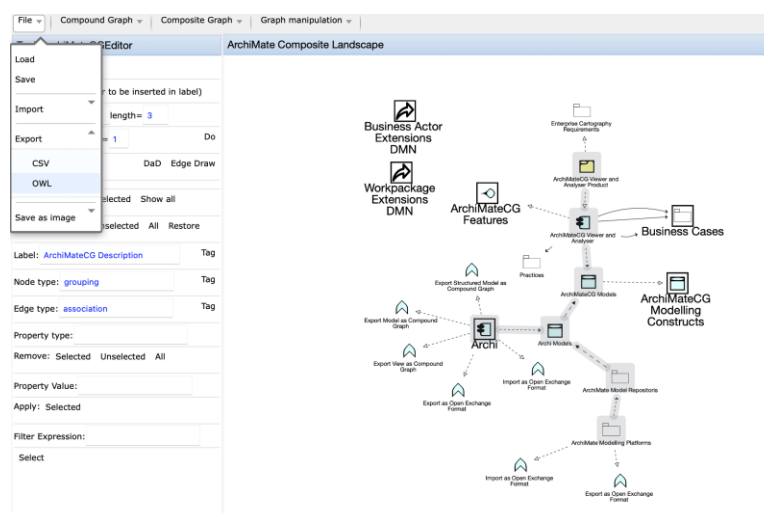 File Compound Graph Composite Graph Graph manipulation
CGEditor
ArchiMate Composite Landscape
Load
Save
r to be inserted in label)
Import
length= 3
Export
= 1 Do
CSV
DaD Edge Draw
OWL
elected Show all
Save as image
nselected All Restore
Label: ArchiMateCG Description Tag
Node type: grouping Tag
Edge type: association Tag
Property type:
Remove: Selected Unselected All
Property Value:
Apply: Selected
Filter Expression:
Select
Business Actor
Extensions
DMN
Workpackage
Extensions
DMN
Enterprise Cartography
Requirements
ArchiMateCG Viewer and
Analyser Product
ArchiMateCG
Features
ArchiMateCG Viewer and
Analyser
Business Cases
Practices
Export Structured Model as
Compound Graph
ArchiMateCG Models
ArchiMateCG
Modelling
Constructs
Export Model as Compound
Graph
Archi
Archi Models
Export View as Compound
Graph
Import as Open Exchange
Format
ArchiMate Model Repositoris
Export as Open Exchange
Format
ArchiMate Modelling Platforms
Import as Open Exchange
Format
Export as Open Exchange
Format